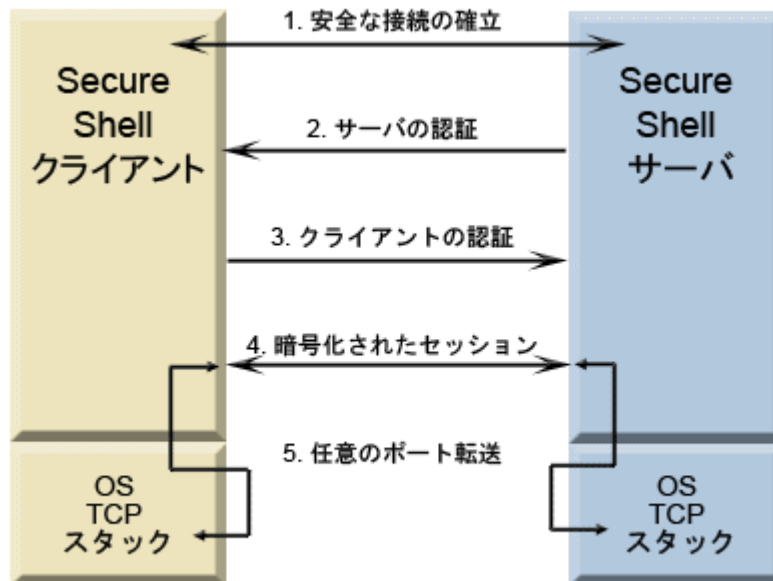 1. 安全な接続の確立
Secure
Shell
クライアント
Secure
Shell
サーバ
2. サーバの認証
3. クライアントの認証
4. 暗号化されたセッション
5. 任意のポート転送
OS
TCP
スタック
OS
TCP
スタック